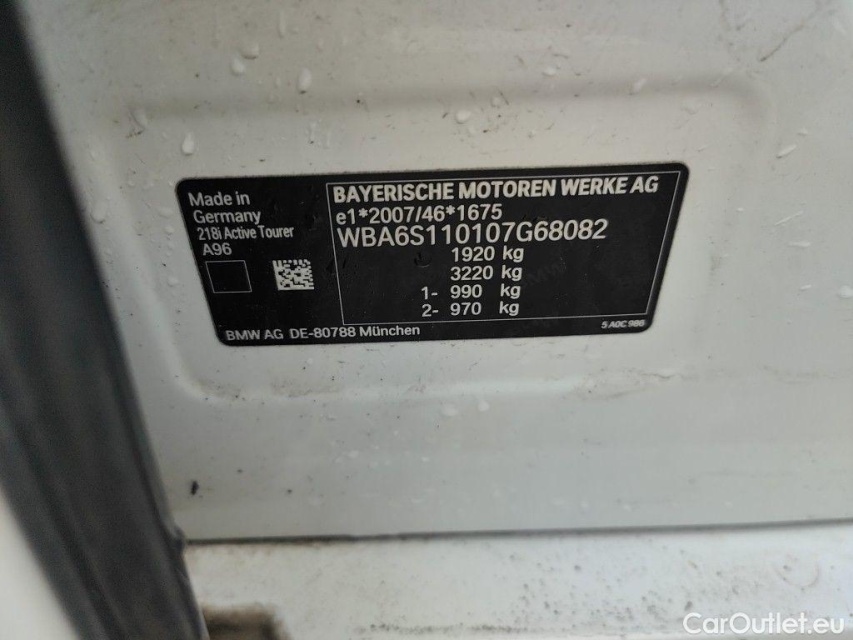 Made in
Germany
218i Active Tourer
A96
BAYERISCHE MOTOREN WERKE AG
e1*2007/46*1675
WBA6S110107G68082
1920 kg
3220 kg
1- 990 kg
2- 970 kg
BMW AG DE-80788 München
5 A0C 986
CarOutlet.eu